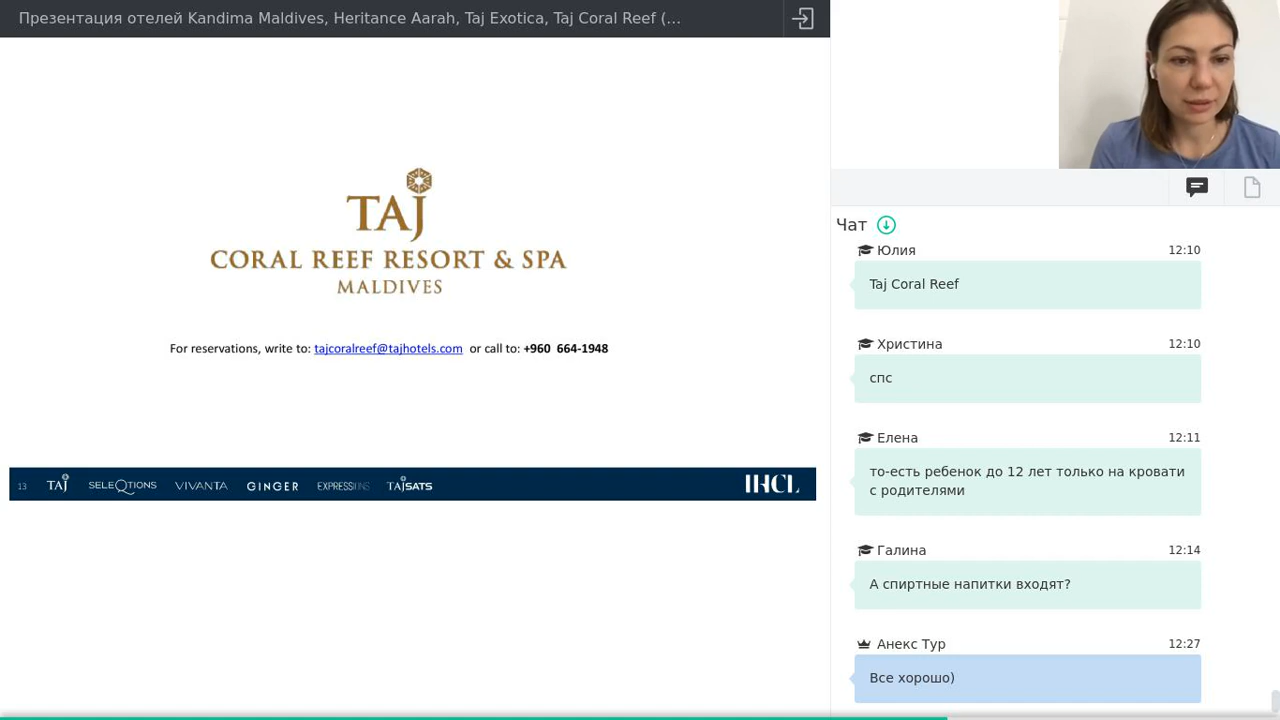 Презентация отелей Kandima Maldives, Heritance Aarah, Taj Exotica, Taj Coral Reef (...
TAJ
CORAL REEF RESORT & SPA
MALDIVES
For reservations, write to: tajcoralreef@tajhotels.com or call to: +960 664-1948
13 TAJ SELEQTIONS VIVANTA GINGER EXPRESSIONS TAJSATS IHCL
Чат
Юлия 12:10
Taj Coral Reef
Христина 12:10
спс
Елена 12:11
то-есть ребенок до 12 лет только на кровати
с родителями
Галина 12:14
А спиртные напитки входят?
Анекс Тур 12:27
Все хорошо)